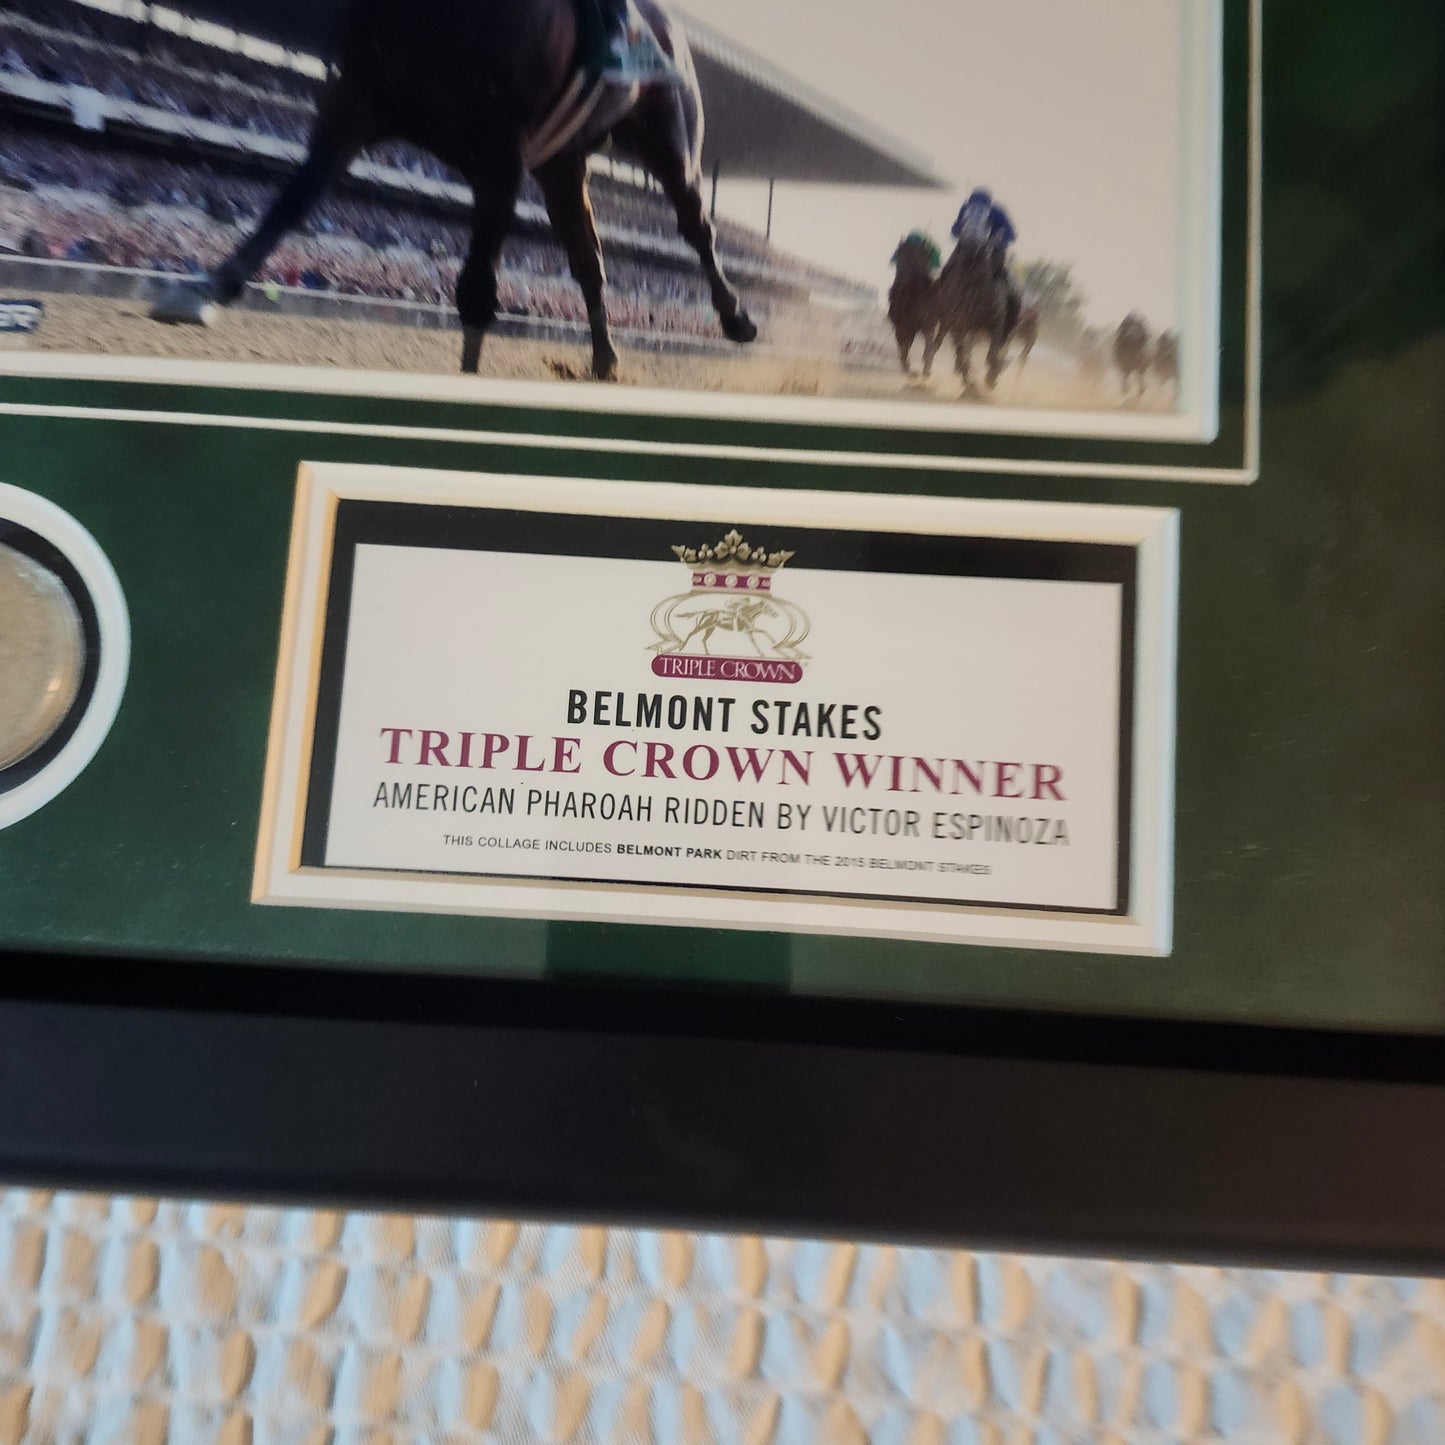 TRIPLE CROWN
BELMONT STAKES
TRIPLE CROWN WINNER
AMERICAN PHAROAH RIDDEN BY VICTOR ESPINOZA
THIS COLLAGE INCLUDES BELMONT PARK DIRT FROM THE 2015 BELMONT STAKES